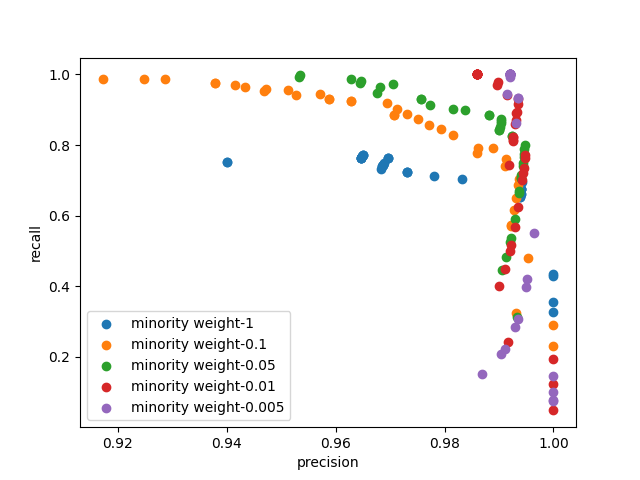 1.0
0.8
0.6
0.4
0.2
recall
minority weight-1
minority weight-0.1
minority weight-0.05
minority weight-0.01
minority weight-0.005
0.92 0.94 0.96 0.98 1.00
precision